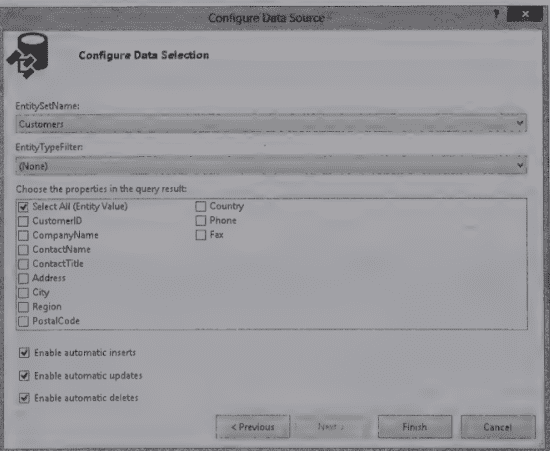 Configure Data Source
?
Configure Data Selection
EntitySetName:
Customers
EntityTypeFilter:
(None)
Choose the properties in the query result:
Select All (Entity Value)
CustomerID
CompanyName
ContactName
ContactTitle
Address
City
Region
PostalCode
Country
Phone
Fax
Enable automatic inserts
Enable automatic updates
Enable automatic deletes
< Previous
Next >
Finish
Cancel